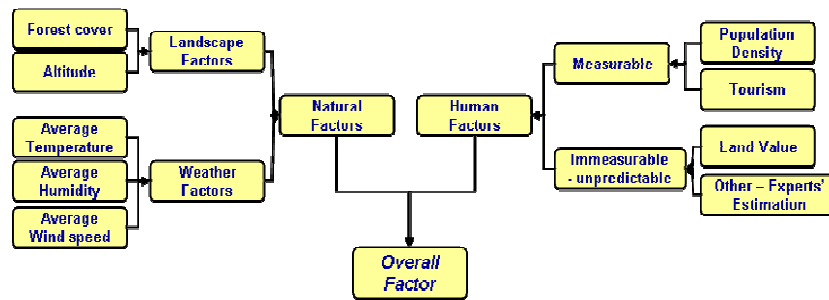 Forest cover
Altitude
Landscape
Factors
Average
Temperature
Average
Humidity
Average
Wind speed
Weather
Factors
Natural
Factors
Human
Factors
Measurable
Population
Density
Tourism
Immeasurable
- unpredictable
Land Value
Other – Experts'
Estimation
Overall
Factor